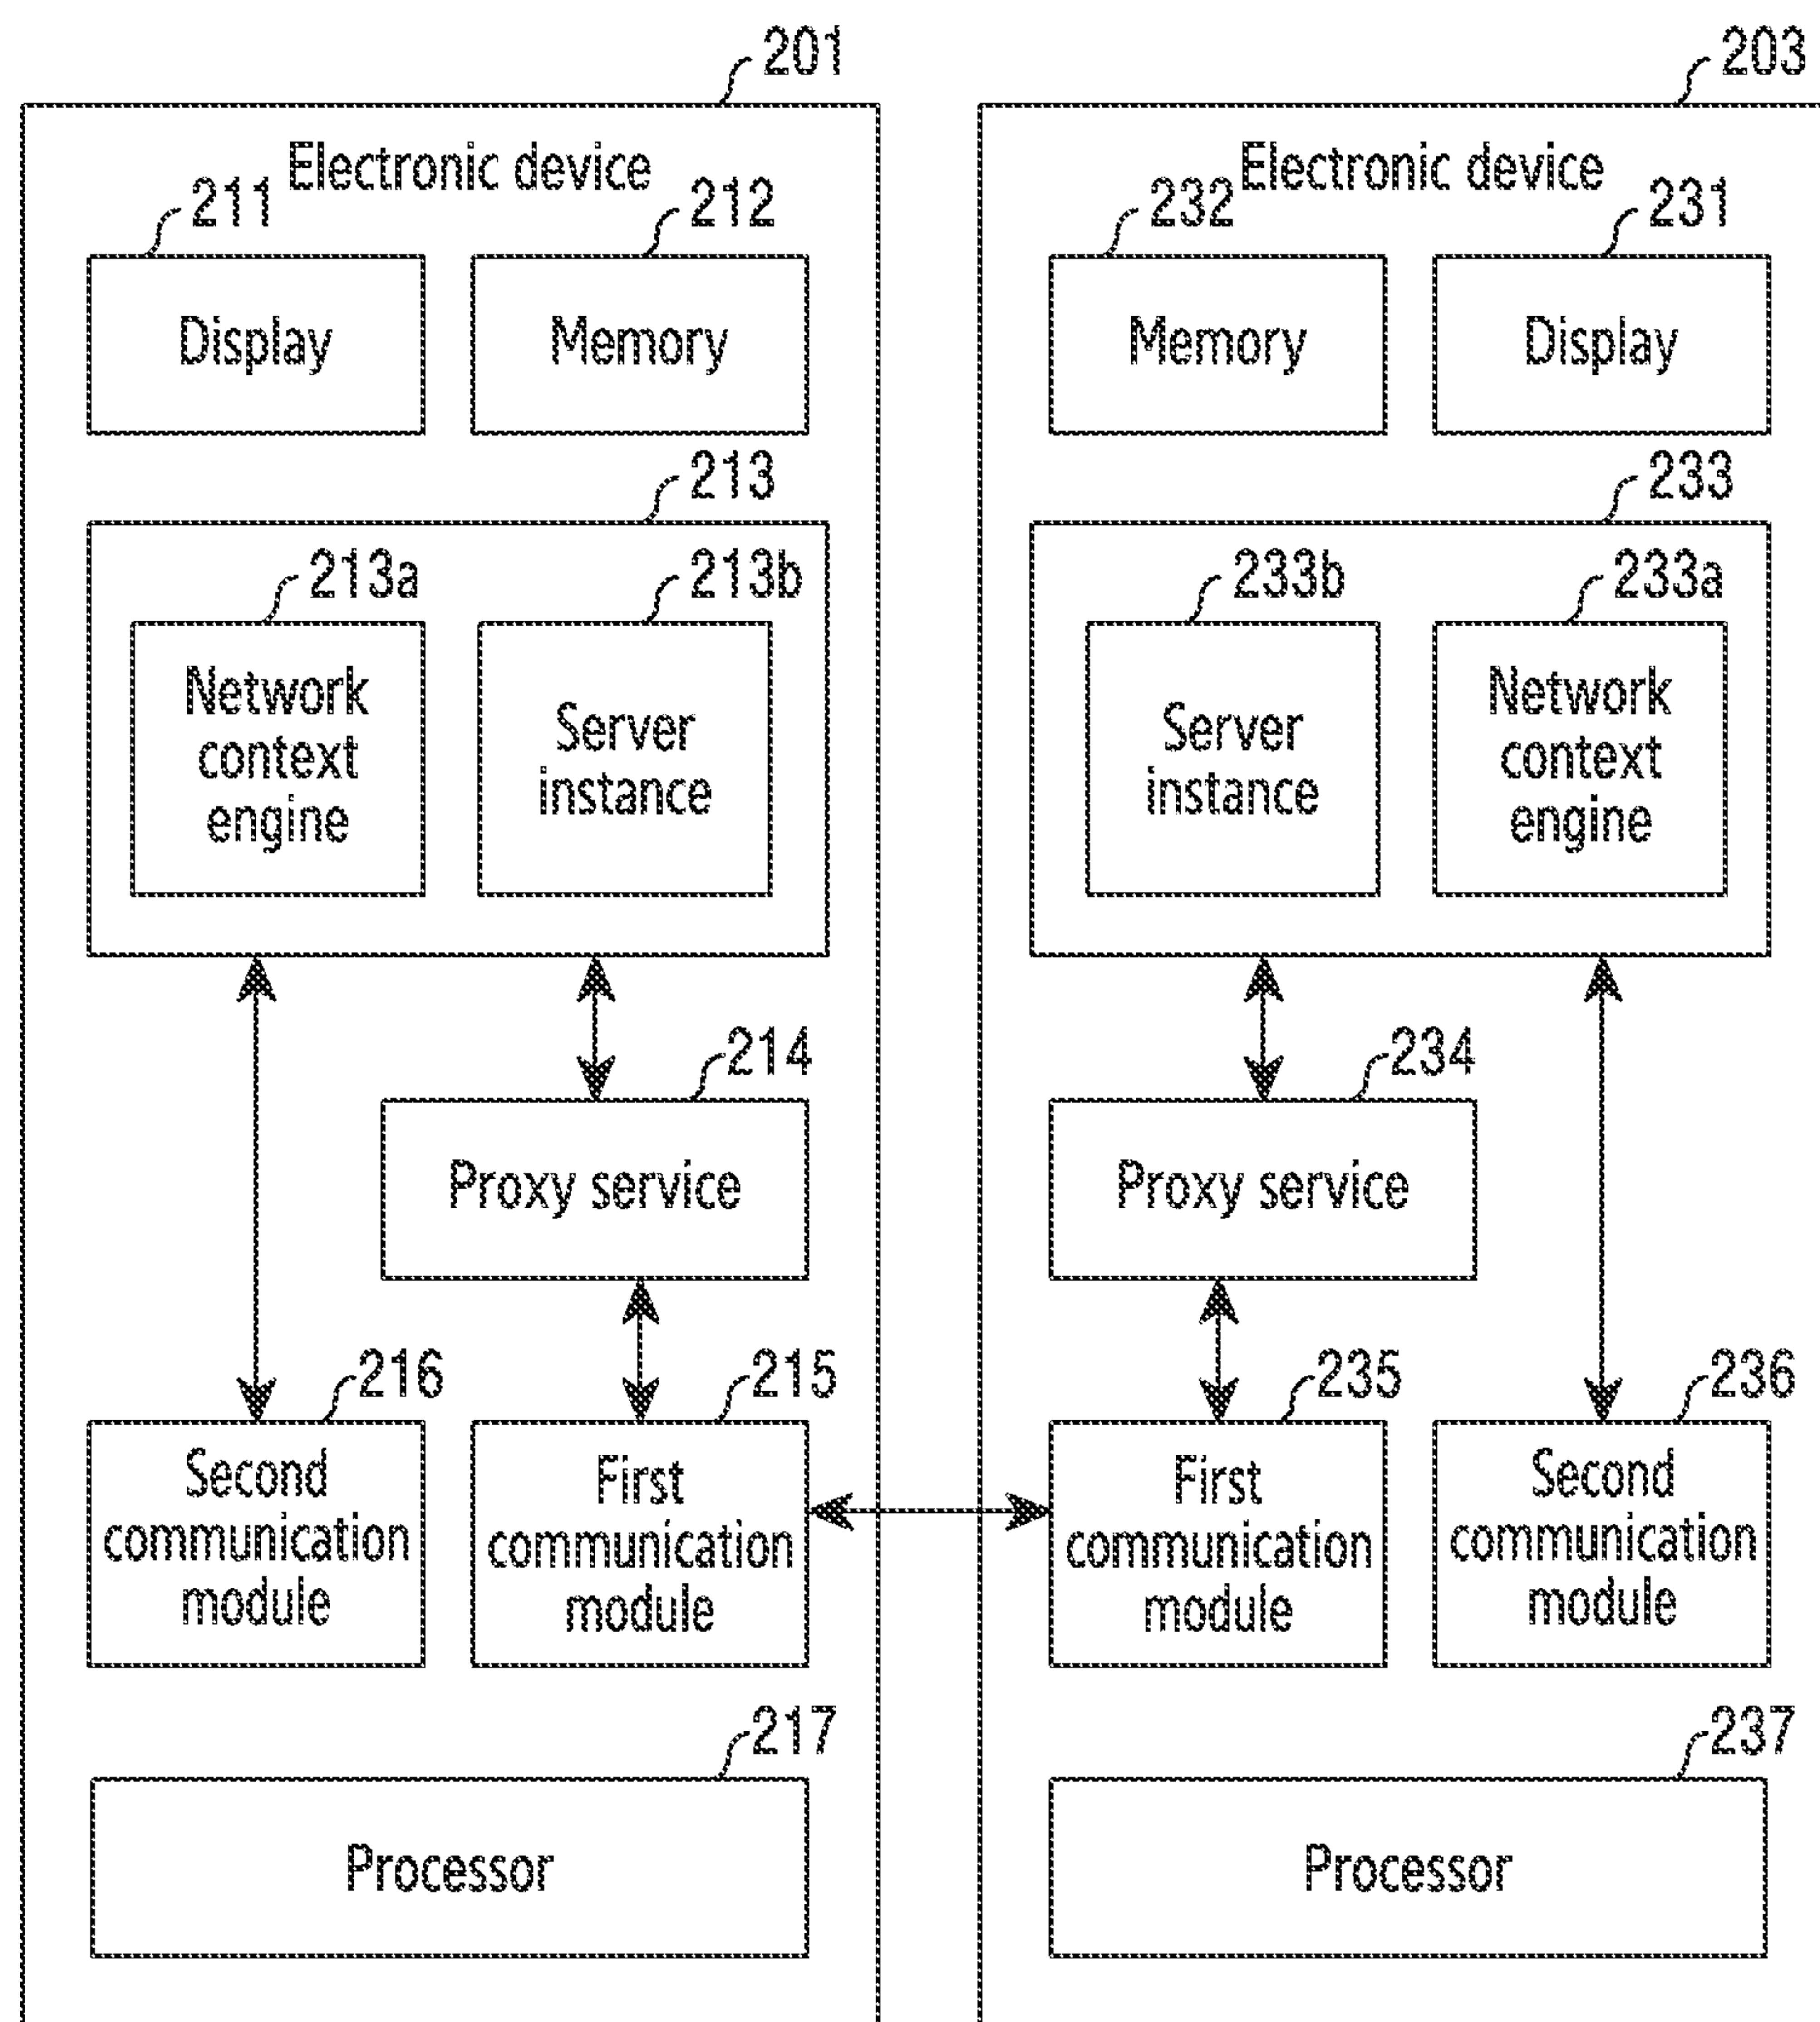 201
Electronic device
211
212
Display
Memory
213
213a
213b
Network
context
engine
Server
instance
214
Proxy service
216
215
Second
communication
module
First
communication
module
217
Processor
203
Electronic device
232
231
Memory
Display
233
233b
233a
Server
instance
Network
context
engine
234
Proxy service
235
236
First
communication
module
Second
communication
module
237
Processor